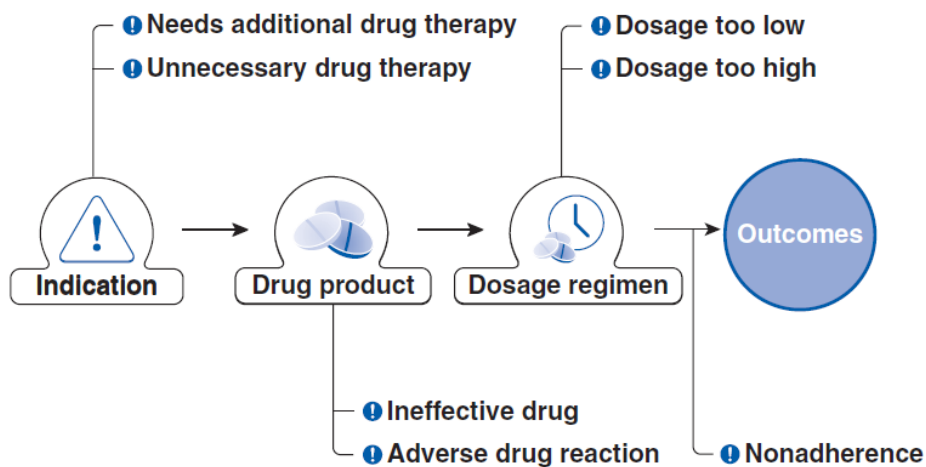 Needs additional drug therapy
Unnecessary drug therapy
Dosage too low
Dosage too high
Indication
Drug product
Dosage regimen
Outcomes
Ineffective drug
Adverse drug reaction
Nonadherence